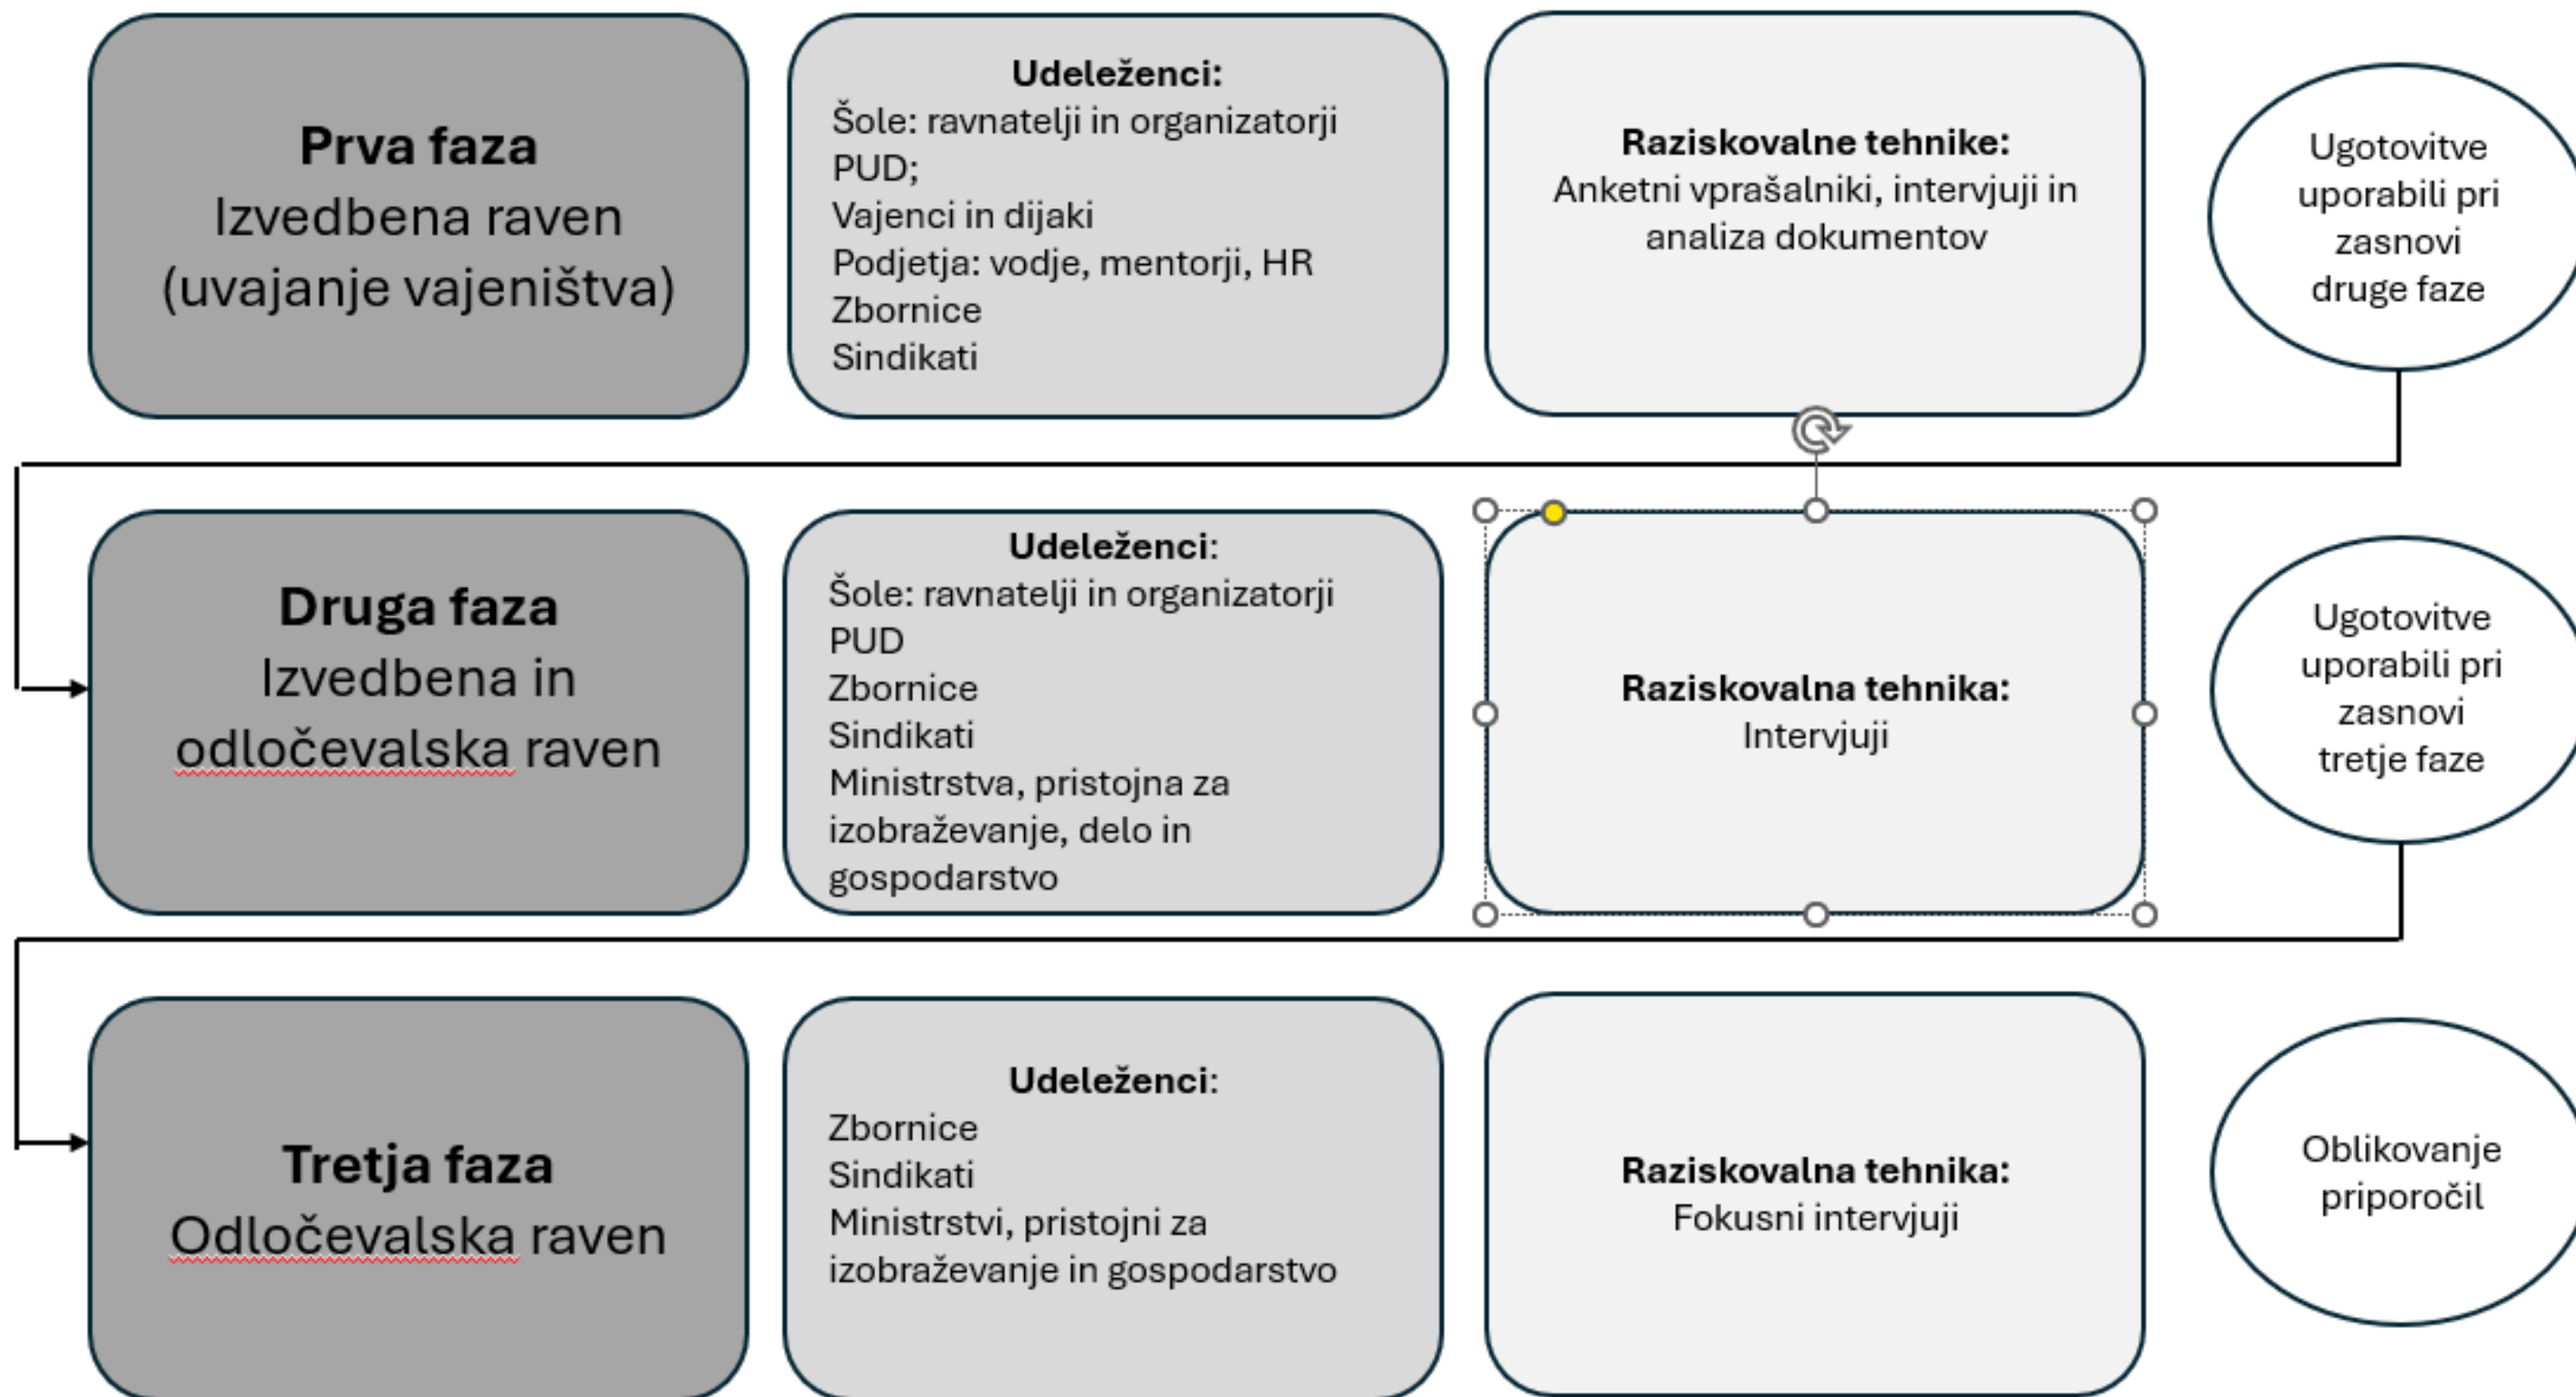 Prva faza
Izvedbena raven
(uvajanje vajeništva)
Udeleženci:
Šole: ravnatelji in organizatorji
PUD;
Vajenci in dijaki
Podjetja: vodje, mentorji, HR
Zbornice
Sindikati
Raziskovalne tehnike:
Anketni vprašalniki, intervjuji in
analiza dokumentov
Ugotovitve
uporabili pri
zasnovi
druge faze
Druga faza
Izvedbena in
odločevalska raven
Udeleženci:
Šole: ravnatelji in organizatorji
PUD
Zbornice
Sindikati
Ministrstva, pristojna za
izobraževanje, delo in
gospodarstvo
Raziskovalna tehnika:
Intervjuji
Ugotovitve
uporabili pri
zasnovi
tretje faze
Tretja faza
Odločevalska raven
Udeleženci:
Zbornice
Sindikati
Ministrstvi, pristojni za
izobraževanje in gospodarstvo
Raziskovalna tehnika:
Fokusni intervjuji
Oblikovanje
priporočil